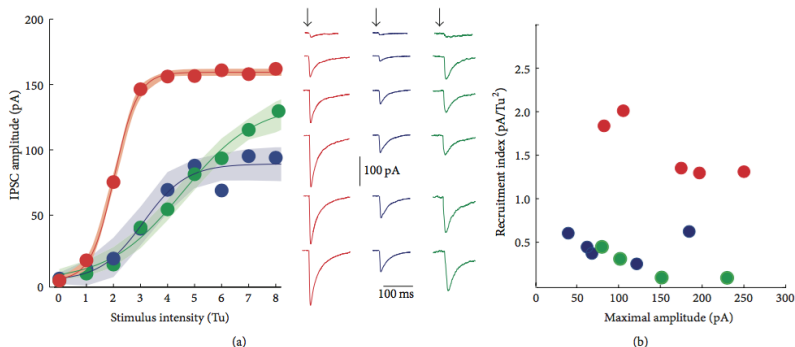 200
150
100
50
0
IPSC amplitude (pA)
0 1 2 3 4 5 6 7 8
Stimulus intensity (Tu)
100 pA
100 ms
(a)
2.5
2.0
1.5
1.0
0.5
Recruitment index (pA/Tu²)
0 50 100 150 200 250 300
Maximal amplitude (pA)
(b)